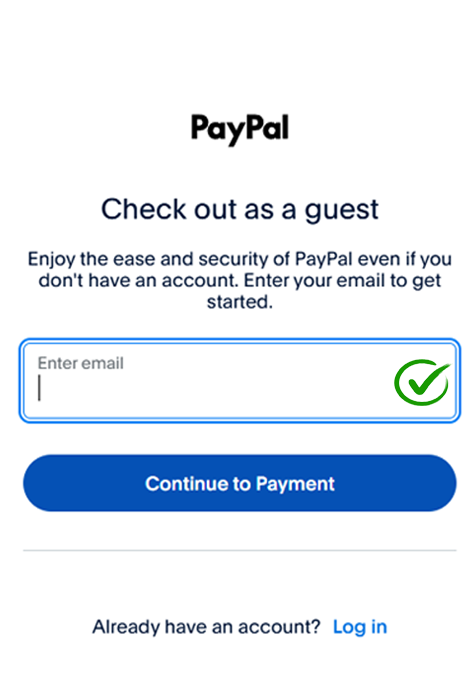 PayPal
Check out as a guest
Enjoy the ease and security of PayPal even if you
don't have an account. Enter your email to get
started.
Enter email
Continue to Payment
Already have an account? Log in